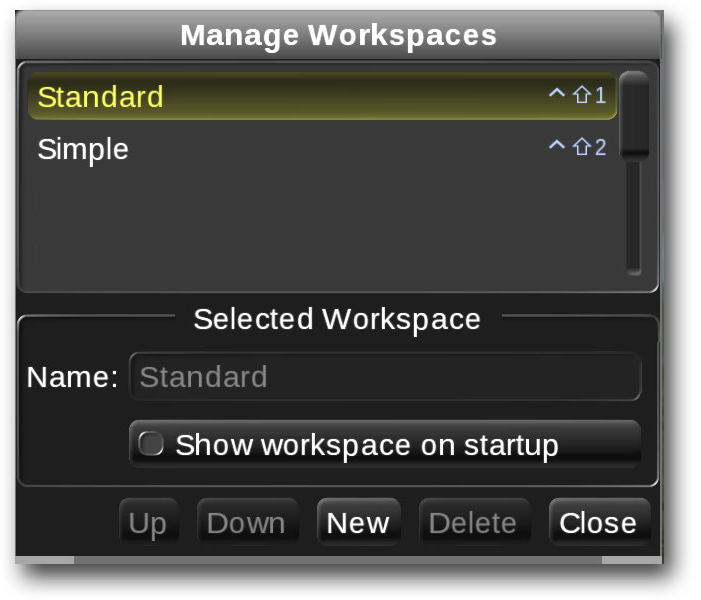 Manage Workspaces
Standard ^⇧1
Simple ^⇧2
Selected Workspace
Name: Standard
Show workspace on startup
Up Down New Delete Close